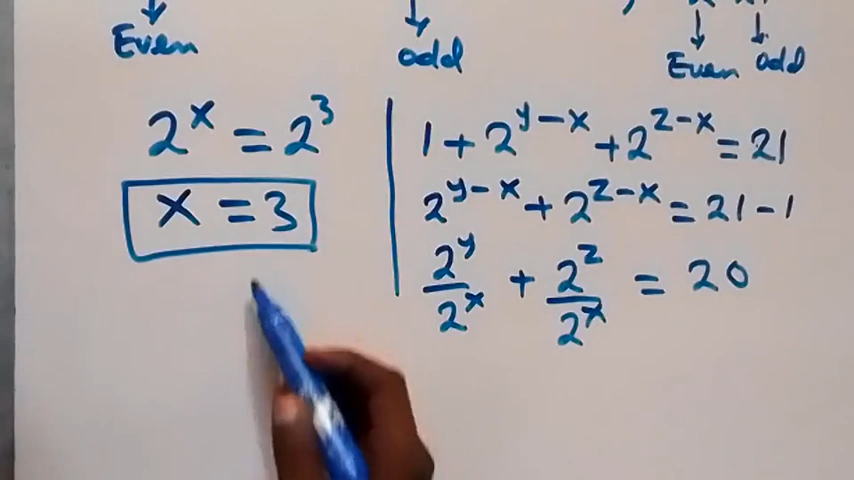 Even odd Even odd
2^x = 2^3
x = 3
1 + 2^{y-x} + 2^{z-x} = 21
2^{y-x} + 2^{z-x} = 21 - 1
2^y/2^x + 2^z/2^x = 20